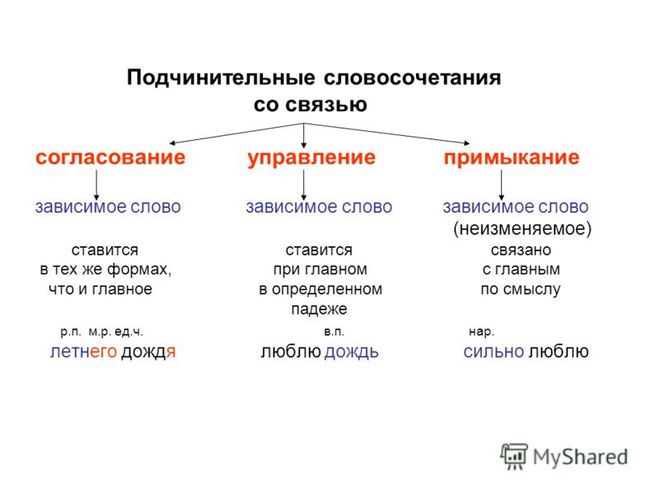 Подчинительные словосочетания
со связью
согласование управление примыкание
зависимое слово зависимое слово зависимое слово
(неизменяемое)
ставится ставится связано
в тех же формах, при главном с главным
что и главное в определенном по смыслу
падеже
р.п. м.р. ед.ч. в.п. нар.
летнего дождя люблю дождь сильно люблю
MyShared